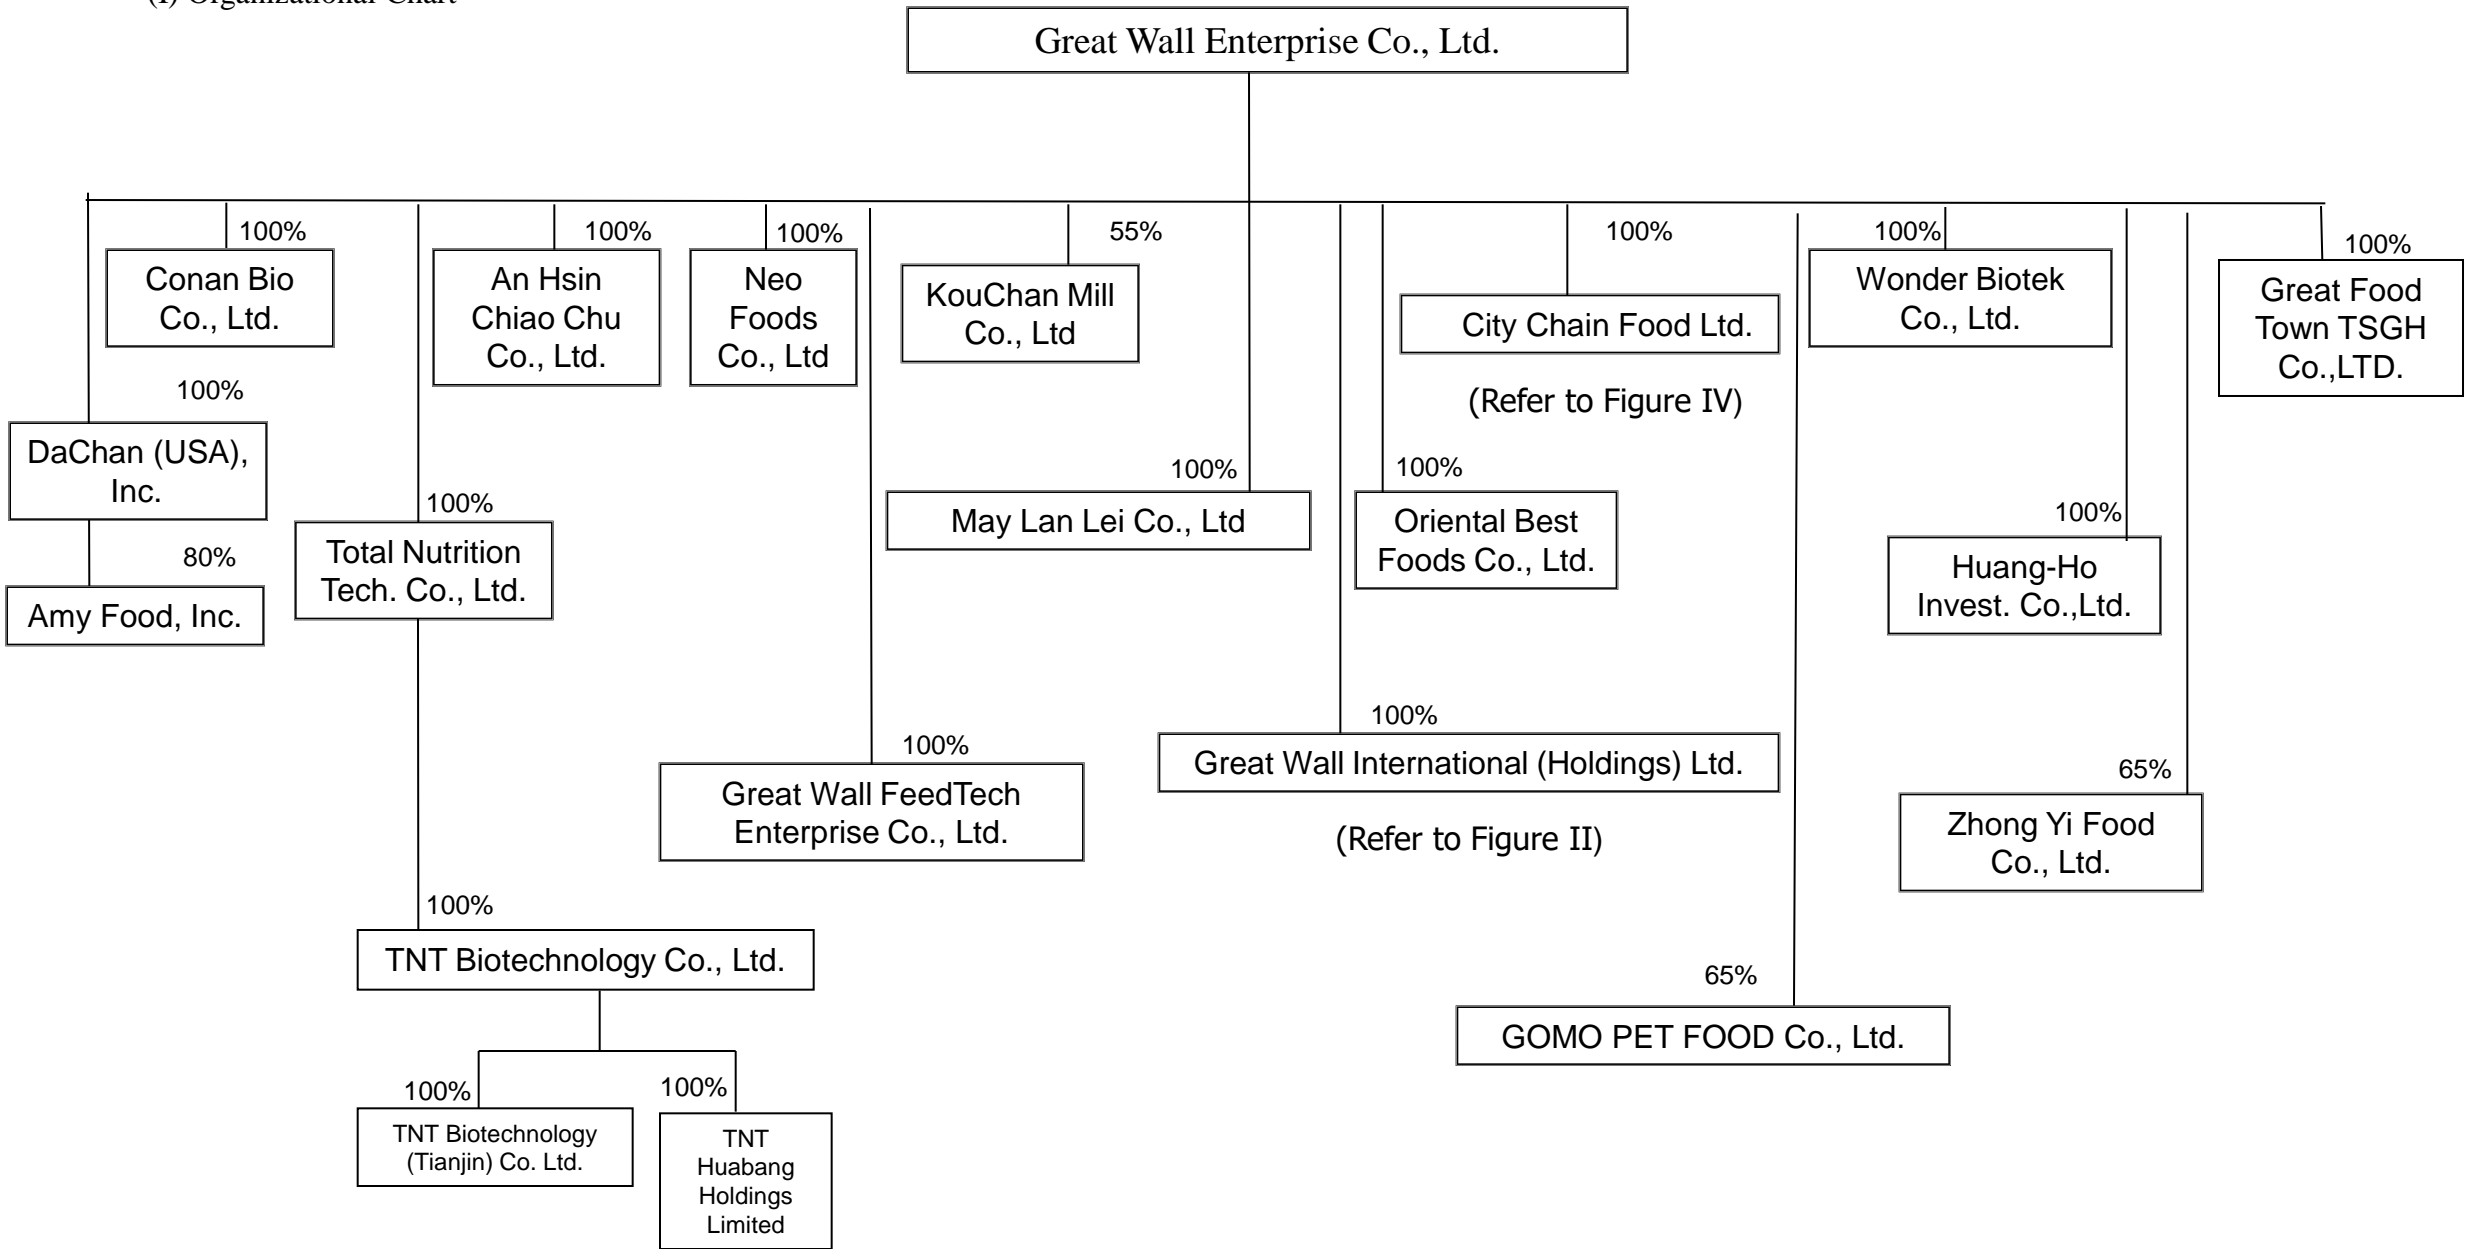 (I) Organizational Chart
Great Wall Enterprise Co., Ltd.
100%
100%
100%
55%
100%
100%
100%
Conan Bio
Co., Ltd.
An Hsin
Chiao Chu
Co., Ltd.
Neo
Foods
Co., Ltd
KouChan Mill
Co., Ltd
City Chain Food Ltd.
(Refer to Figure IV)
Wonder Biotek
Co., Ltd.
Great Food
Town TSGH
Co.,LTD.
100%
DaChan (USA),
Inc.
80%
Amy Food, Inc.
100%
Total Nutrition
Tech. Co., Ltd.
100%
May Lan Lei Co., Ltd
100%
Oriental Best
Foods Co., Ltd.
100%
Huang-Ho
Invest. Co.,Ltd.
100%
Great Wall FeedTech
Enterprise Co., Ltd.
100%
Great Wall International (Holdings) Ltd.
(Refer to Figure II)
65%
Zhong Yi Food
Co., Ltd.
100%
TNT Biotechnology Co., Ltd.
65%
GOMO PET FOOD Co., Ltd.
100%
TNT Biotechnology
(Tianjin) Co. Ltd.
100%
TNT
Huabang
Holdings
Limited